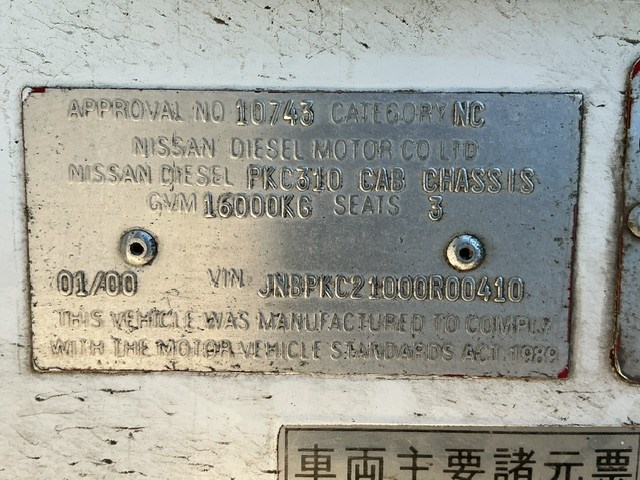 APPROVAL NO 10743 CATEGORY NC
NISSAN DIESEL MOTOR CO LTD
NISSAN DIESEL PKC310 CAB CHASSIS
GVM 16000KG SEATS 3
01/00 VIN JNBPKC21000R00410
THIS VEHICLE WAS MANUFACTURED TO COMPLY
WITH THE MOTOR VEHICLE STANDARDS ACT 1989
車両主要諸元票